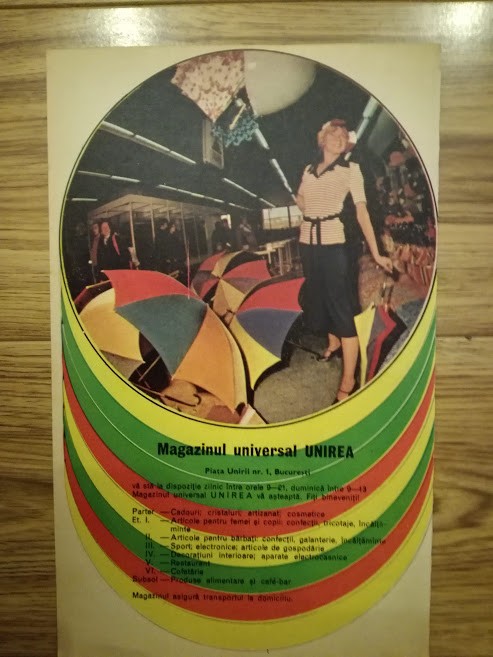 Magazinul universal UNIREA
Piața Unirii nr. 1, București
vă stă la dispoziție zilnic între orele 9—21, duminică între 9—13
Magazinul universal UNIREA vă așteaptă. Fiți bineveniți!
Parter — Cadouri; cristaluri; artizanat; cosmetice
Et. I. — Articole pentru femei și copii: confecții, tricotaje, încălță-
minte
II. — Articole pentru bărbați: confecții, galanterie, încălțăminte
III. — Sport; electronice; articole de gospodărie
IV. — Decorațiuni interioare; aparate electrocasnice
V. — Restaurant
VI. — Cofetărie
Subsol — Produse alimentare și café-bar
Magazinul asigură transportul la domiciliu.